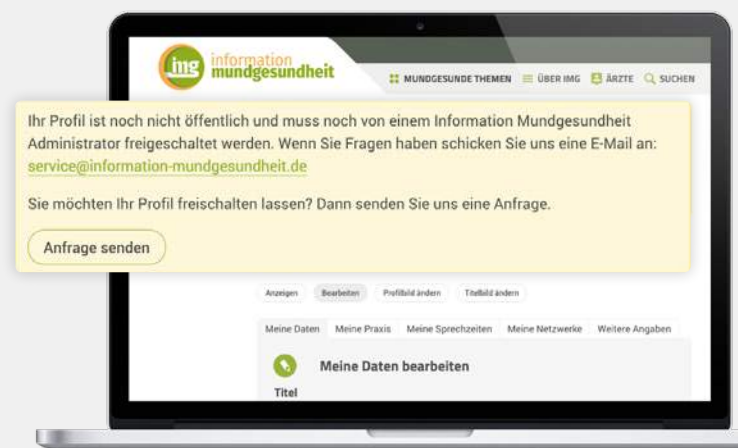 img information
mundgesundheit
MUNDGESUNDE THEMEN ÜBER IMG ÄRZTE SUCHEN
Ihr Profil ist noch nicht öffentlich und muss noch von einem Information Mundgesundheit
Administrator freigeschaltet werden. Wenn Sie Fragen haben schicken Sie uns eine E-Mail an:
service@information-mundgesundheit.de
Sie möchten Ihr Profil freischalten lassen? Dann senden Sie uns eine Anfrage.
Anfrage senden
Anzeigen Bearbeiten Profilbild ändern Titelbild ändern
Meine Daten Meine Praxis Meine Sprechzeiten Meine Netzwerke Weitere Angaben
Meine Daten bearbeiten
Titel